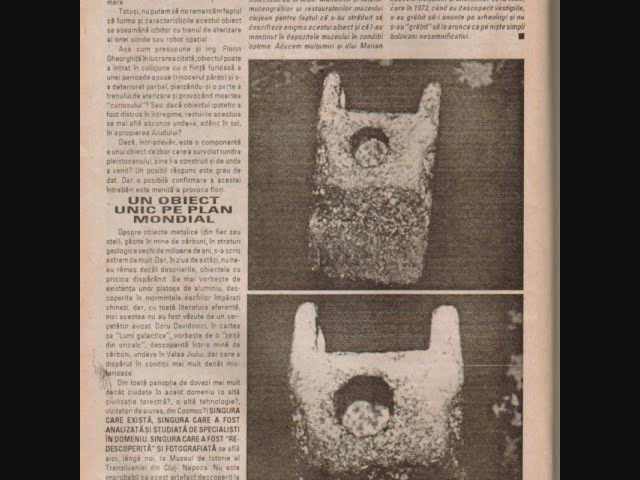 mare
Totuşi, nu putem să nu remarcăm faptul
că forma şi caracteristicile acestui obiect
se aseamănă izbitor cu trenul de aterizare
al unei sonde sau robot spaţial.
Aşa cum presupune şi ing. Florin
Gheorghiţă în lucrarea citată, obiectul poate
a intrat în coliziune cu o fiinţă furioasă a
unei perioade apuse (rinocerul păros) şi s-
a deteriorat parţial, pierzându-şi o parte a
trenului de aterizare şi provocând moartea
"curiosului"? Sau: dacă obiectul ipotetic a
fost distrus în întregime, resturile acestuia
se mai află ascunse undeva, adânc în sol,
în apropierea Aiudului?
Dacă, într-adevăr, este o componentă
a unui obiect de zbor care a survolat tundra
pleistocenului, cine l-a construit şi de unde
a venit? Un posibil răspuns este greu de
dat. Dar o posibilă confirmare a acestei
întrebări este menită a provoca fiori.
UN OBIECT
UNIC PE PLAN
MONDIAL
Despre obiecte metalice (din fier sau
oţel), găsite în mine de cărbuni, în straturi
geologice vechi de milioane de ani, s-a scris
extrem de mult. Dar, în ziua de astăzi, nu ne-
au rămas decât descrierile, obiectele cu
pricina dispărând. Se mai vorbeşte de
existenţa unor platoşe de aluminiu, des-
coperite în mormintele vechilor împăraţi
chinezi, dar, cu toată literatura aferentă,
nici acestea nu au fost văzute de un cer-
cetător avizat. Doru Davidovici, în cartea
sa "Lumi galactice", vorbeşte de o "zeiţă
din oricalc", descoperită într-o mină de
cărbuni, undeva în Valea Jiului, dar care a
dispărut în condiţii mai mult decât mis-
terioase.
Din toată panoplia de dovezi mai mult
decât ciudate în acest domeniu (o altă
civilizaţie terestră?, o altă tehnologie?,
vizitatori de aiurea, din Cosmos?) SINGURA
CARE EXISTĂ, SINGURA CARE A FOST
ANALIZATĂ ŞI STUDIATĂ DE SPECIALIŞTI
ÎN DOMENIU, SINGURA CARE A FOST "RE-
DESCOPERITĂ" ŞI FOTOGRAFIATĂ se află
aici, lângă noi, la Muzeul de Istorie al
Transilvaniei din Cluj-Napoca. Nu este
improbabil ca acest artefact descoperit la
muzeografilor şi restauratorilor muzeului
clujean pentru faptul că s-au străduit să
descifreze enigma acestui obiect şi că l-au
menţinut în depozitele muzeului în condiţii
optime. Aducem mulţumiri şi d-lui Marian
care în 1973, când au descoperit vestigiile,
s-au grăbit să-i anunţe pe arheologi şi nu
s-au "grăbit" să le arunce ca pe nişte simpli
bolovani nesemnificativi.